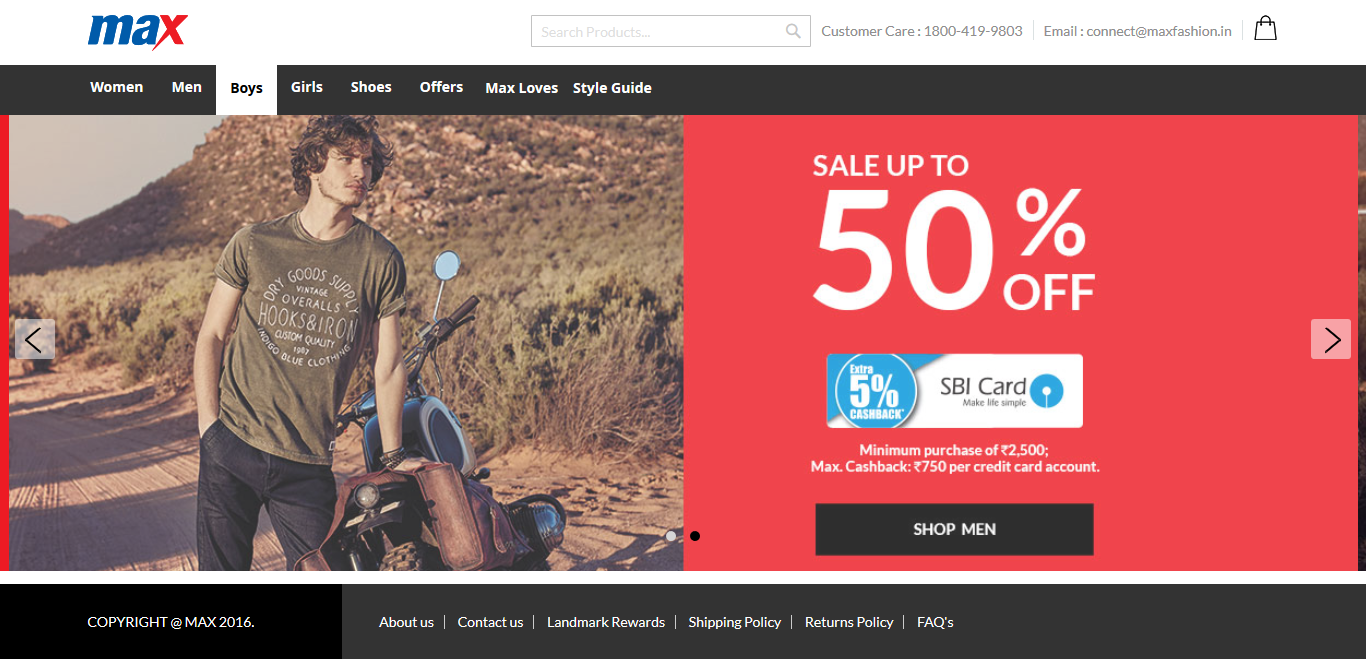 max
Search Products...
Customer Care : 1800-419-9803
Email : connect@maxfashion.in
Women Men Boys Girls Shoes Offers Max Loves Style Guide
DRY GOODS SUPPLY
VINTAGE
OVERALLS
HOOKS&IRON
CUSTOM QUALITY
1987
INDIGO BLUE CLOTHING
SALE UP TO
50%
OFF
Extra
5%
CASHBACK*
SBI Card
Make life simple
Minimum purchase of ₹2,500;
Max. Cashback: ₹750 per credit card account.
SHOP MEN
COPYRIGHT @ MAX 2016.
About us | Contact us | Landmark Rewards | Shipping Policy | Returns Policy | FAQ's